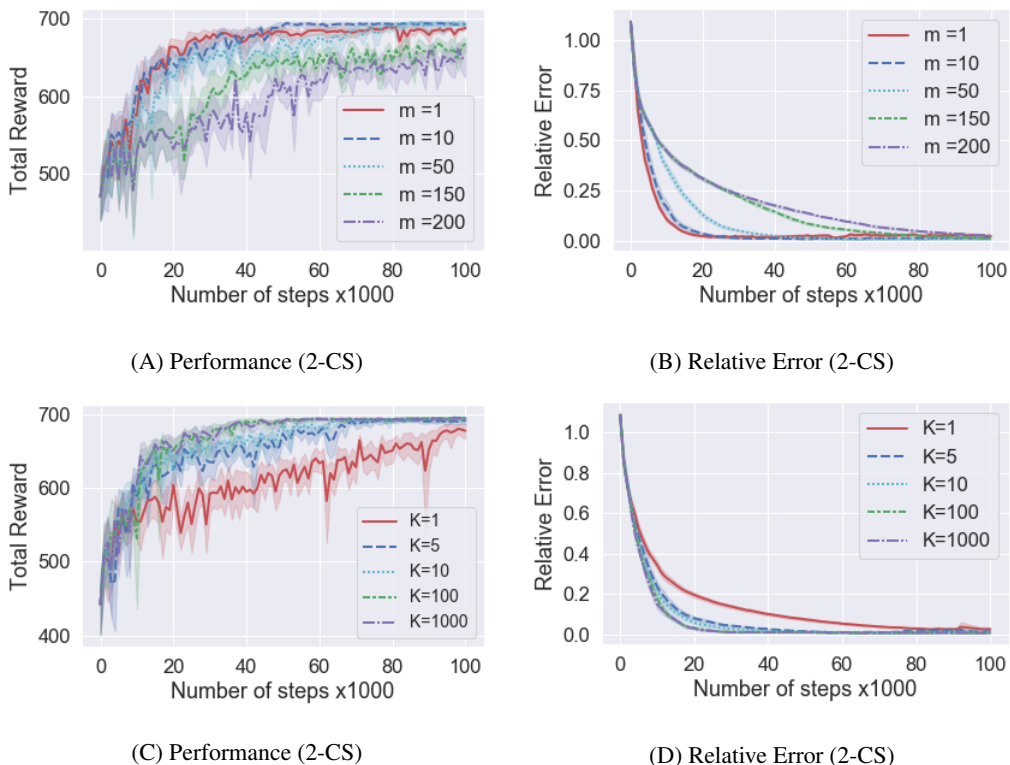 700
600
500
Total Reward
m =1
m =10
m =50
m =150
m =200
0 20 40 60 80 100
Number of steps x1000
(A) Performance (2-CS)
1.00
0.75
0.50
0.25
0.00
Relative Error
m =1
m =10
m =50
m =150
m =200
0 20 40 60 80 100
Number of steps x1000
(B) Relative Error (2-CS)
700
600
500
400
Total Reward
K=1
K=5
K=10
K=100
K=1000
0 20 40 60 80 100
Number of steps x1000
(C) Performance (2-CS)
1.0
0.8
0.6
0.4
0.2
0.0
Relative Error
K=1
K=5
K=10
K=100
K=1000
0 20 40 60 80 100
Number of steps x1000
(D) Relative Error (2-CS)